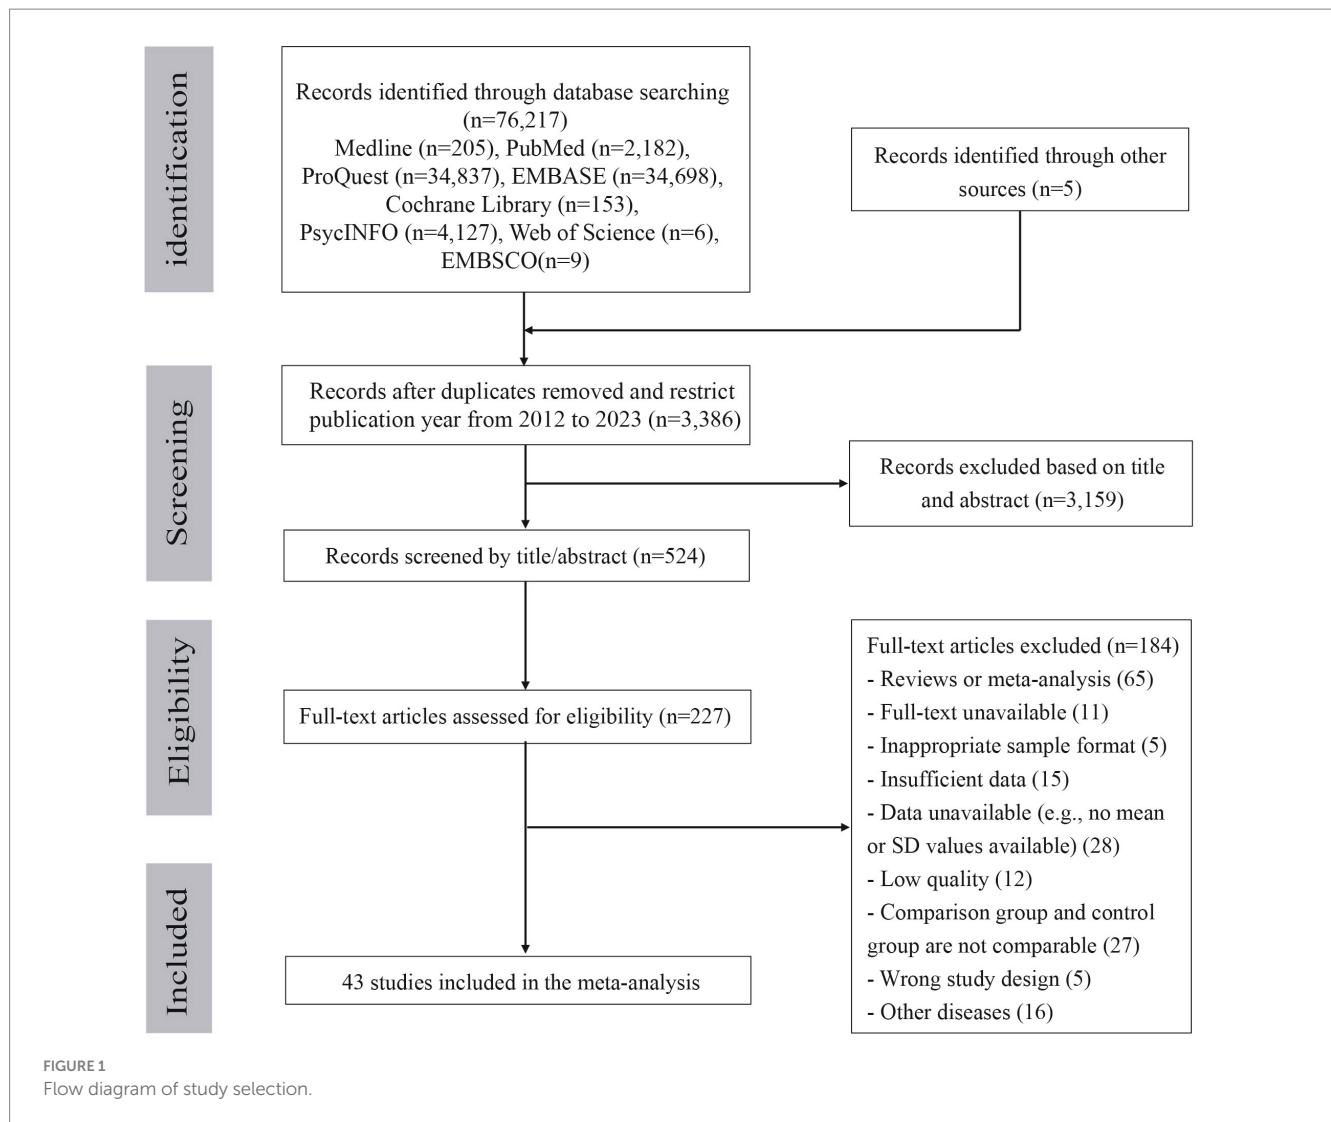 identification
Records identified through database searching
(n=76,217)
Medline (n=205), PubMed (n=2,182),
ProQuest (n=34,837), EMBASE (n=34,698),
Cochrane Library (n=153),
PsycINFO (n=4,127), Web of Science (n=6),
EMBSCO(n=9)
Records identified through other
sources (n=5)
Screening
Records after duplicates removed and restrict
publication year from 2012 to 2023 (n=3,386)
Records excluded based on title
and abstract (n=3,159)
Records screened by title/abstract (n=524)
Eligibility
Full-text articles assessed for eligibility (n=227)
Full-text articles excluded (n=184)
- Reviews or meta-analysis (65)
- Full-text unavailable (11)
- Inappropriate sample format (5)
- Insufficient data (15)
- Data unavailable (e.g., no mean
or SD values available) (28)
- Low quality (12)
- Comparison group and control
group are not comparable (27)
- Wrong study design (5)
- Other diseases (16)
Included
43 studies included in the meta-analysis
FIGURE 1
Flow diagram of study selection.